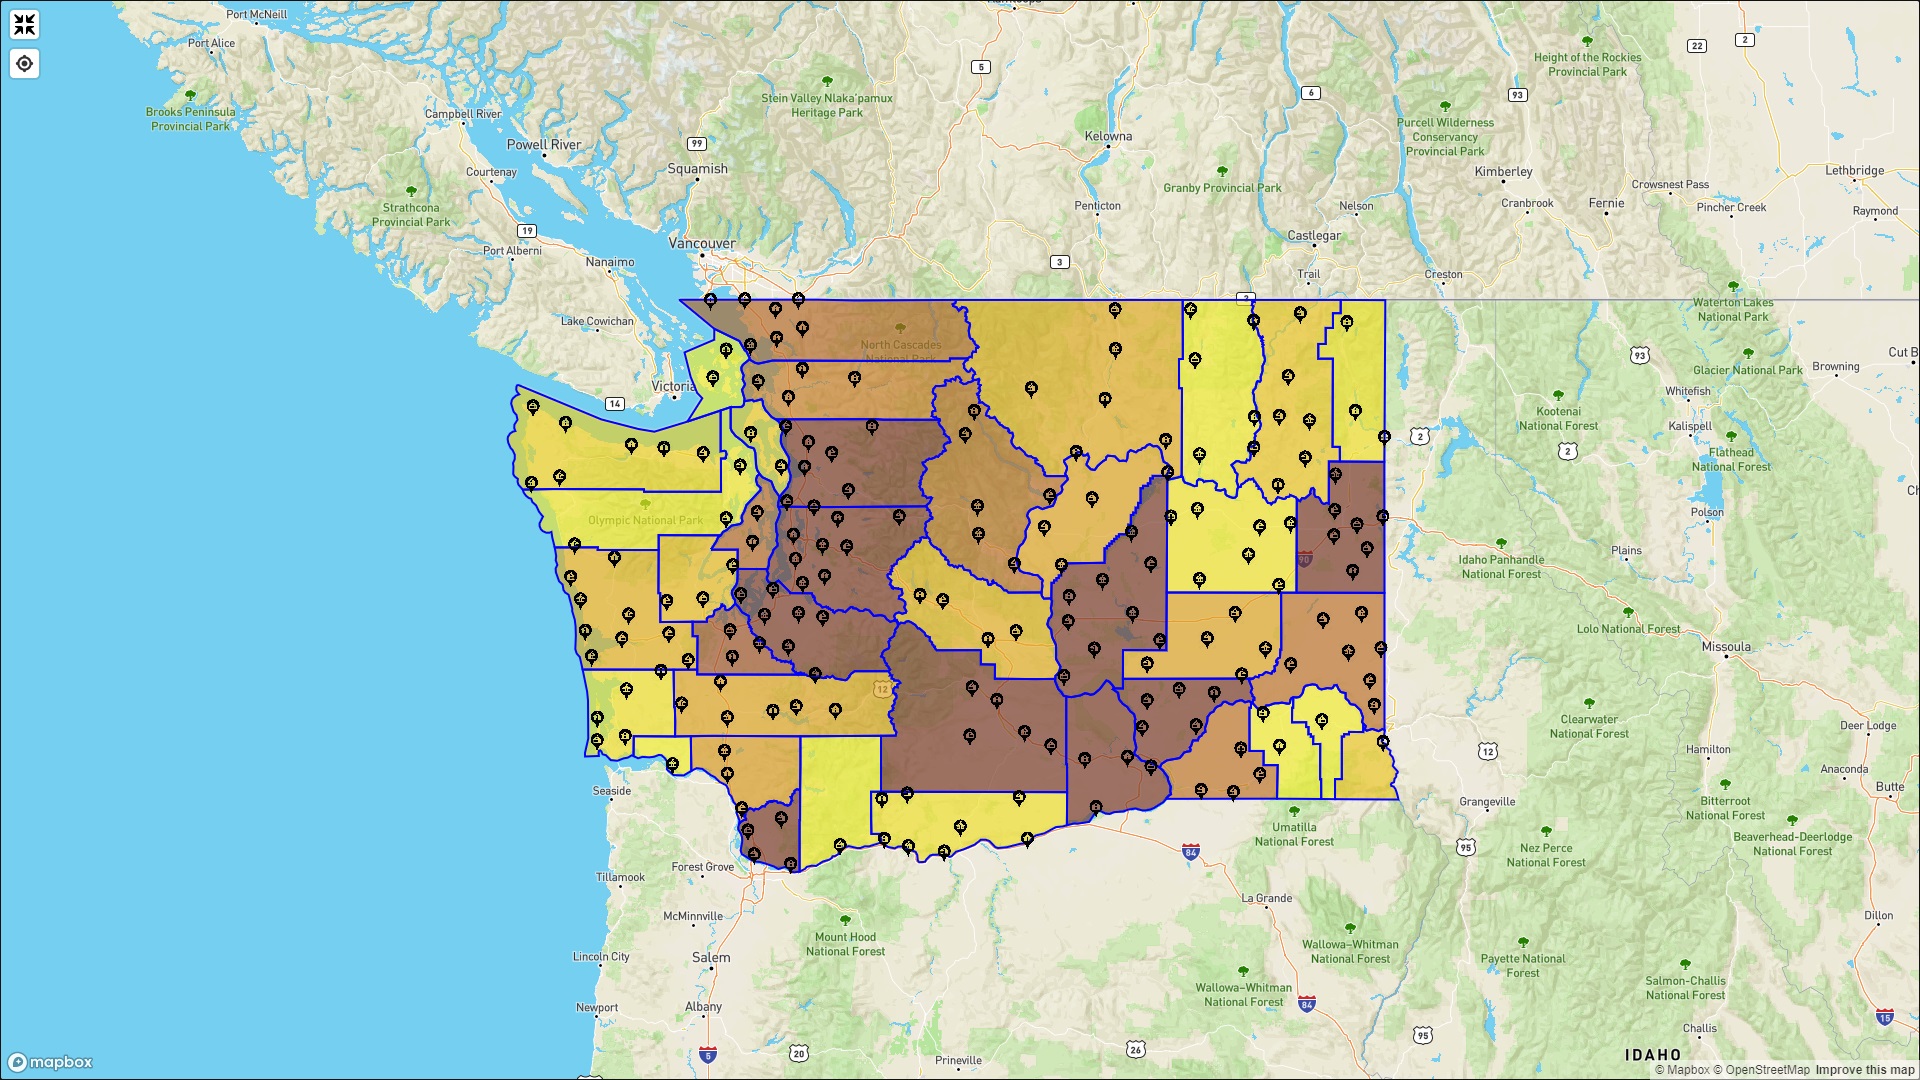 Port McNeill
Port Alice
Brooks Peninsula
Provincial Park
Campbell River
Powell River
Courtenay
Strathcona
Provincial Park
19
Port Alberni
Nanaimo
Lake Cowichan
Victoria
14
Vancouver
Squamish
99
Stein Valley Nlaka'pamux
Heritage Park
5
Kelowna
Penticton
3
6
Granby Provincial Park
Nelson
Castlegar
Trail
Creston
93
Purcell Wilderness
Conservancy
Provincial Park
Height of the Rockies
Provincial Park
22
2
Kimberley
Cranbrook
Fernie
Crowsnest Pass
Pincher Creek
Lethbridge
Raymond
Waterton Lakes
National Park
Glacier National Park
Browning
Cut B
93
Whitefish
Kootenai
National Forest
Kalispell
Flathead
National Forest
2
2
Polson
Plains
Ch
Idaho Panhandle
National Forest
Lolo National Forest
Missoula
North Cascades
National Park
Olympic National Park
90
12
Clearwater
National Forest
Deer Lodge
12
Hamilton
Anaconda
Butte
Grangeville
Bitterroot
National Forest
Beaverhead–Deerlodge
National Forest
Seaside
Umatilla
National Forest
95
Nez Perce
National Forest
84
Forest Grove
Tillamook
La Grande
McMinnville
Mount Hood
National Forest
Wallowa–Whitman
National Forest
Payette National
Forest
Dillon
Lincoln City
Salem
Salmon-Challis
National Forest
Wallowa–Whitman
National Forest
84
Newport
Albany
95
15
Challis
5
20
26
Prineville
IDAHO
mapbox
© Mapbox © OpenStreetMap Improve this map